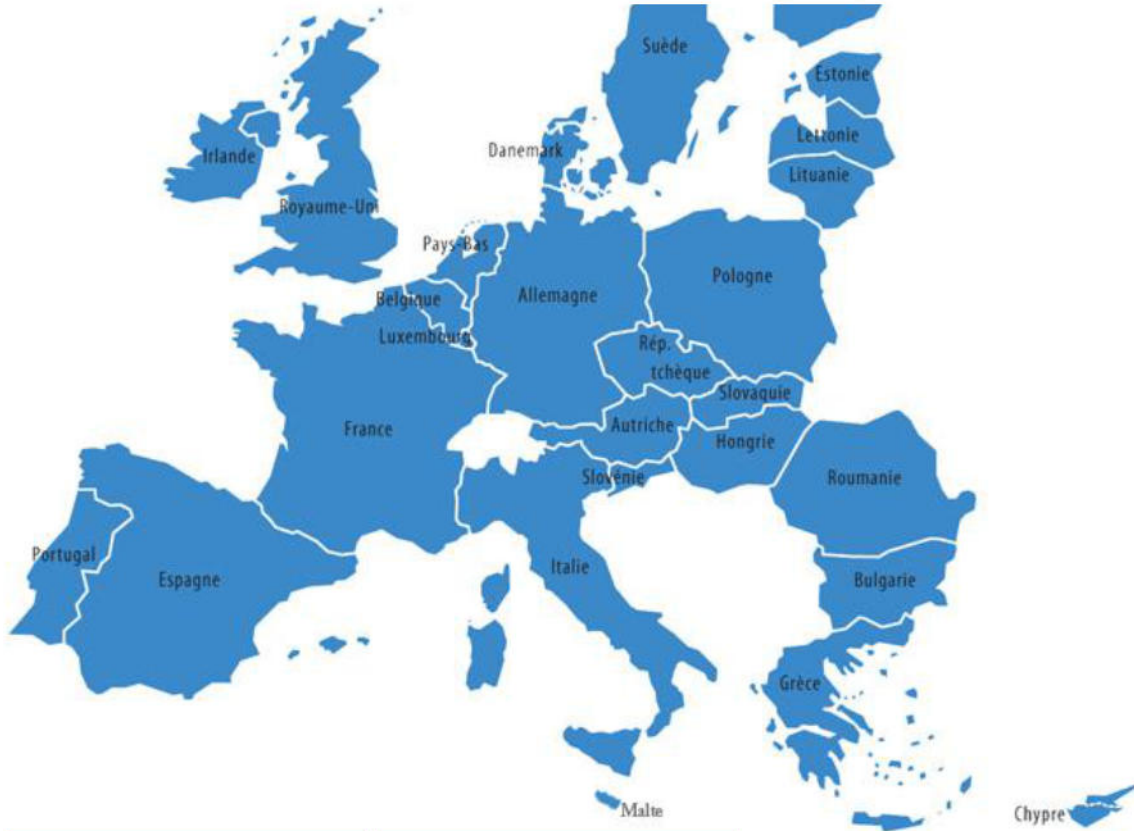 Suède
Estonie
Lettonie
Danemark
Irlande
Lituanie
Royaume-Uni
Pays-Bas
Pologne
Allemagne
Belgique
Luxembourg
Rép.
tchèque
Slovaquie
Autriche
France
Hongrie
Slovénie
Roumanie
Portugal
Italie
Espagne
Bulgarie
Grèce
Malte
Chypre